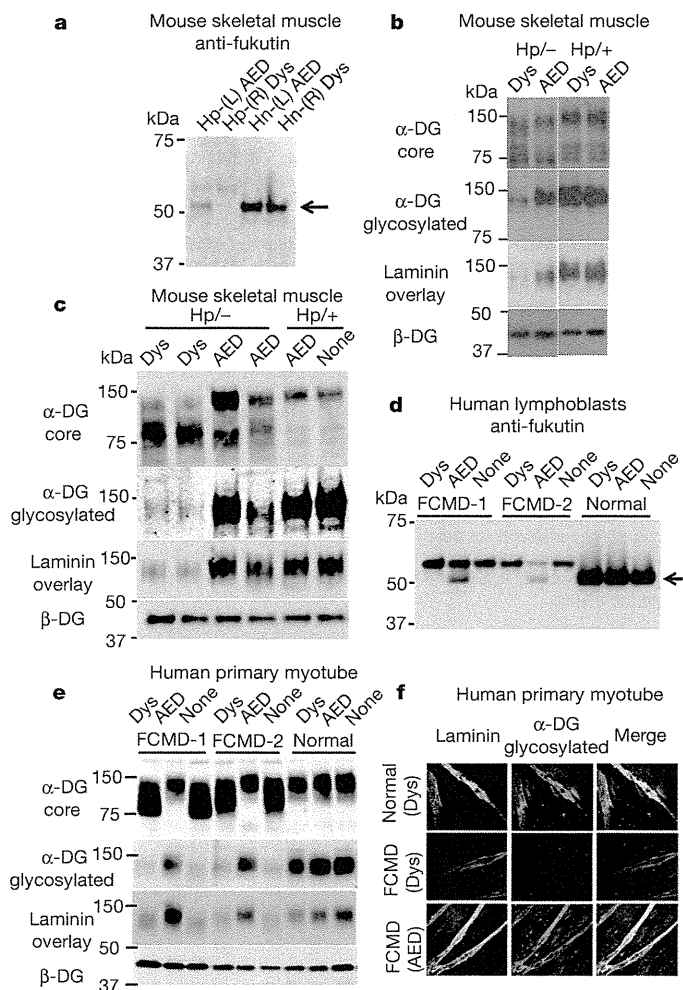 a
Mouse skeletal muscle
anti-fukutin
Hp-(L) AED
Hp-(R) Dys
Hn-(L) AED
Hn-(R) Dys
kDa
75
50
37
b
Mouse skeletal muscle
Hp/– Hp/+
Dys AED Dys AED
kDa
α-DG
core
150
75
α-DG
glycosylated
150
75
Laminin
overlay
150
β-DG
50
37
c
Mouse skeletal muscle
Hp/– Hp/+
Dys Dys AED AED AED None
kDa
α-DG
core
150
75
α-DG
glycosylated
150
Laminin
overlay
150
β-DG
50
37
d
Human lymphoblasts
anti-fukutin
Dys AED None Dys AED None Dys AED None
FCMD-1 FCMD-2 Normal
kDa
75
50
37
e
Human primary myotube
Dys AED None Dys AED None Dys AED None
FCMD-1 FCMD-2 Normal
kDa
α-DG
core
150
75
α-DG
glycosylated
150
Laminin
overlay
150
β-DG
50
37
f
Human primary myotube
Laminin α-DG glycosylated Merge
Normal
(Dys)
FCMD
(Dys)
FCMD
(AED)